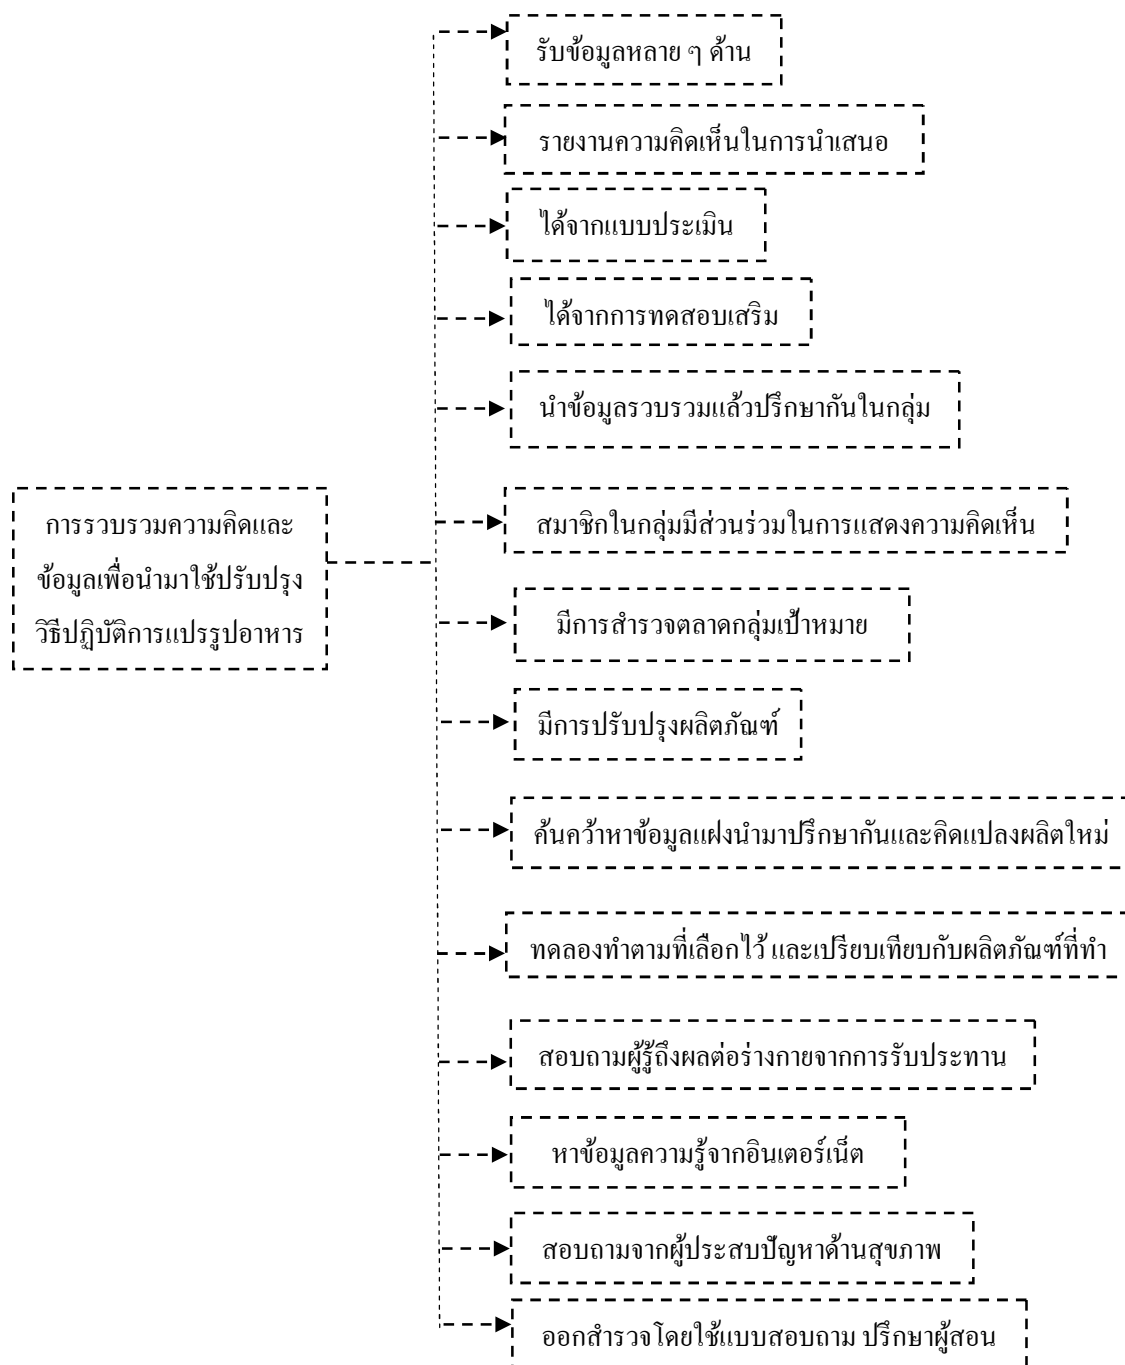 รับข้อมูลหลาย ๆ ด้าน
รายงานความคิดเห็นในการนำเสนอ
ได้จากแบบประเมิน
ได้จากการทดสอบเสริม
นำข้อมูลรวบรวมแล้วปรึกษากันในกลุ่ม
การรวบรวมความคิดและ
ข้อมูลเพื่อนำมาใช้ปรับปรุง
วิธีปฏิบัติการแปรรูปอาหาร
สมาชิกในกลุ่มมีส่วนร่วมในการแสดงความคิดเห็น
มีการสำรวจตลาดกลุ่มเป้าหมาย
มีการปรับปรุงผลิตภัณฑ์
ค้นคว้าหาข้อมูลแฝงนำมาปรึกษากันและคิดแปลงผลิตใหม่
ทดลองทำตามที่เลือกไว้ และเปรียบเทียบกับผลิตภัณฑ์ที่ทำ
สอบถามผู้รู้ถึงผลต่อร่างกายจากการรับประทาน
หาข้อมูลความรู้จากอินเตอร์เน็ต
สอบถามจากผู้ประสบปัญหาด้านสุขภาพ
ออกสำรวจโดยใช้แบบสอบถาม ปรึกษาผู้สอน